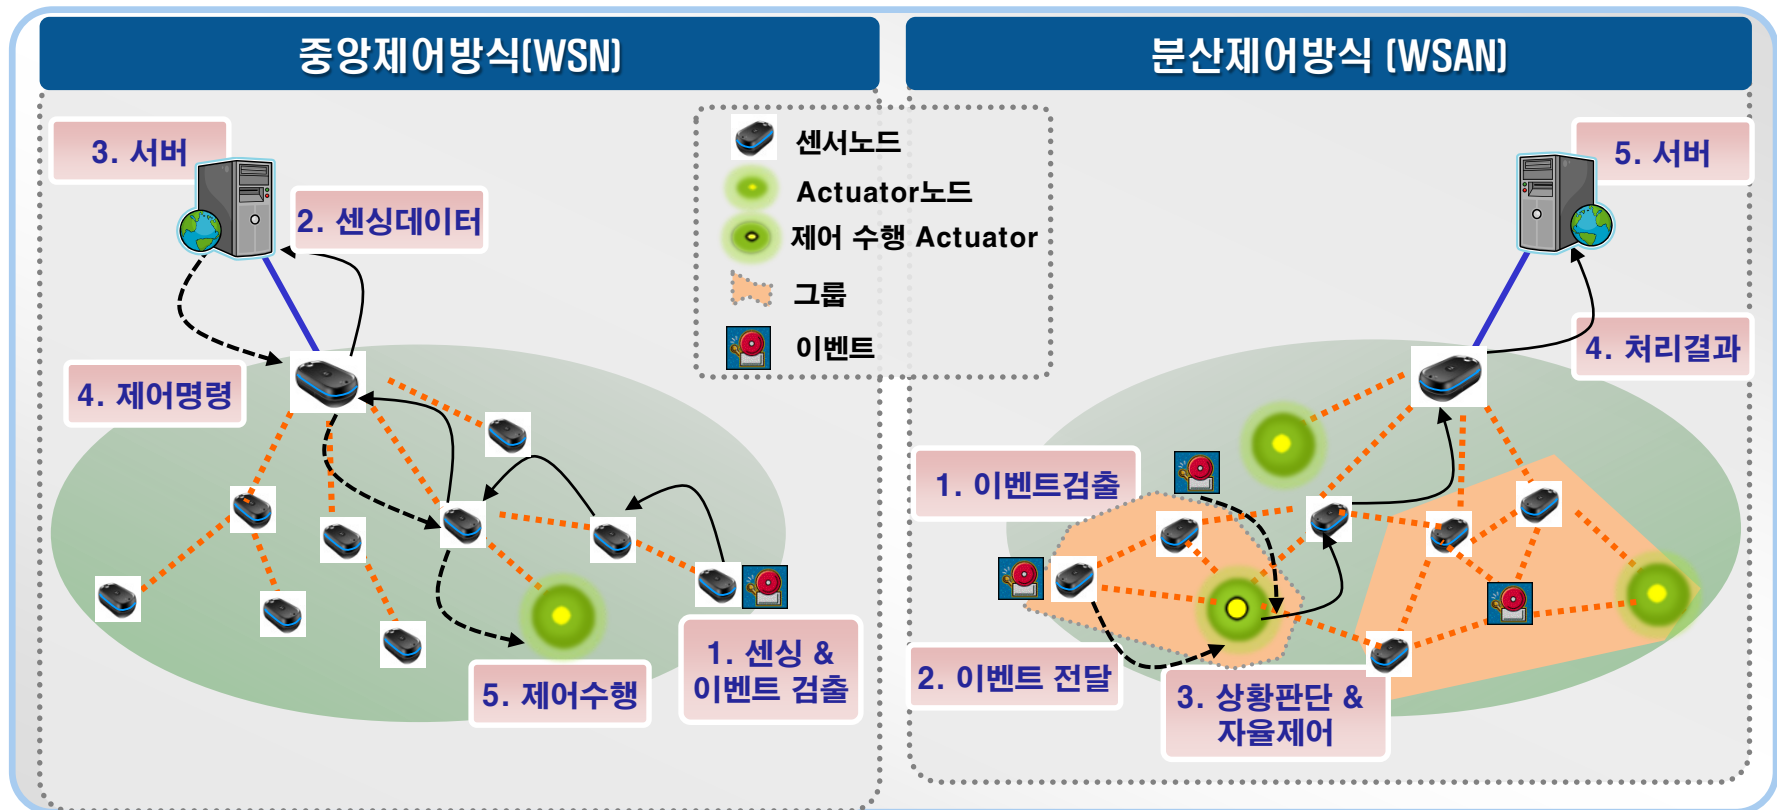 중앙제어방식(WSN)
3. 서버
2. 센싱데이터
4. 제어명령
5. 제어수행
1. 센싱 &
이벤트 검출
센서노드
Actuator노드
제어 수행 Actuator
그룹
이벤트
분산제어방식 (WSAN)
5. 서버
4. 처리결과
1. 이벤트검출
2. 이벤트 전달
3. 상황판단 &
자율제어